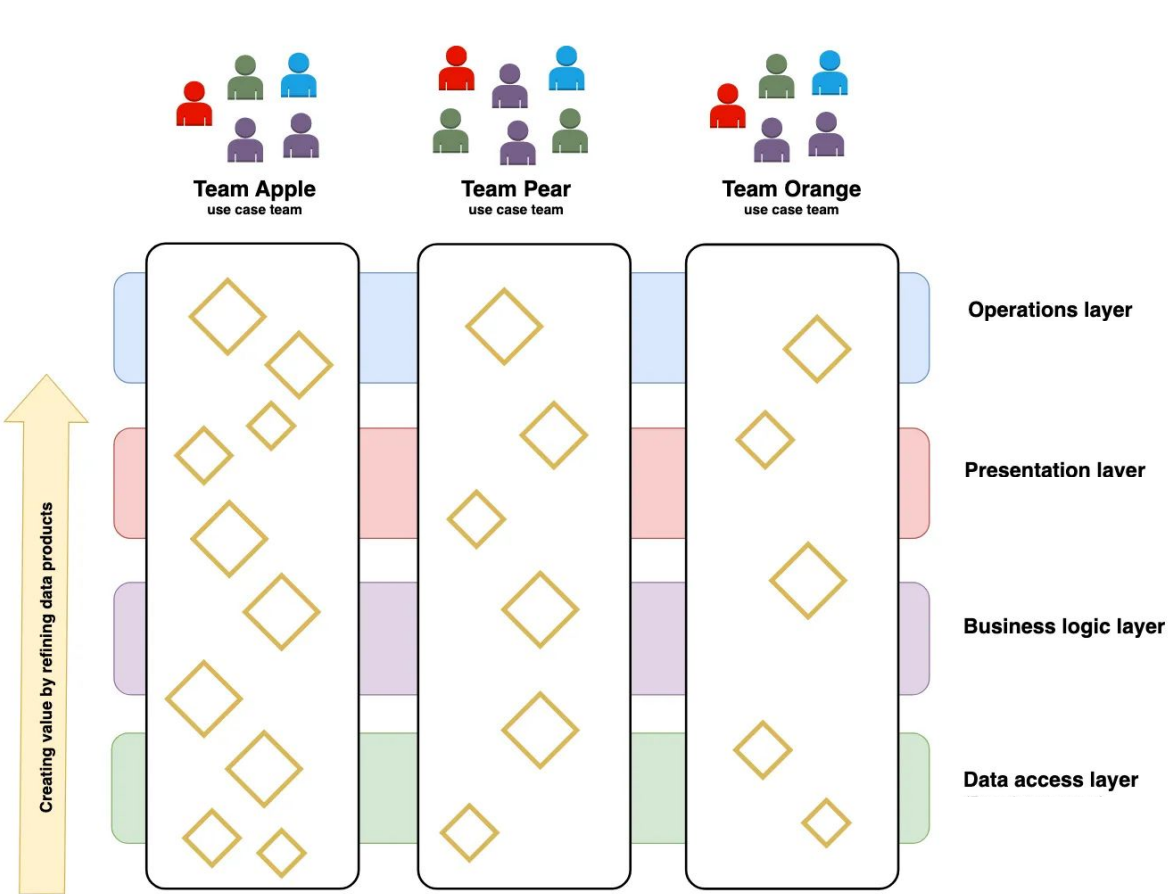 Team Apple
use case team
Team Pear
use case team
Team Orange
use case team
Operations layer
Presentation layer
Business logic layer
Data access layer
Creating value by refining data products